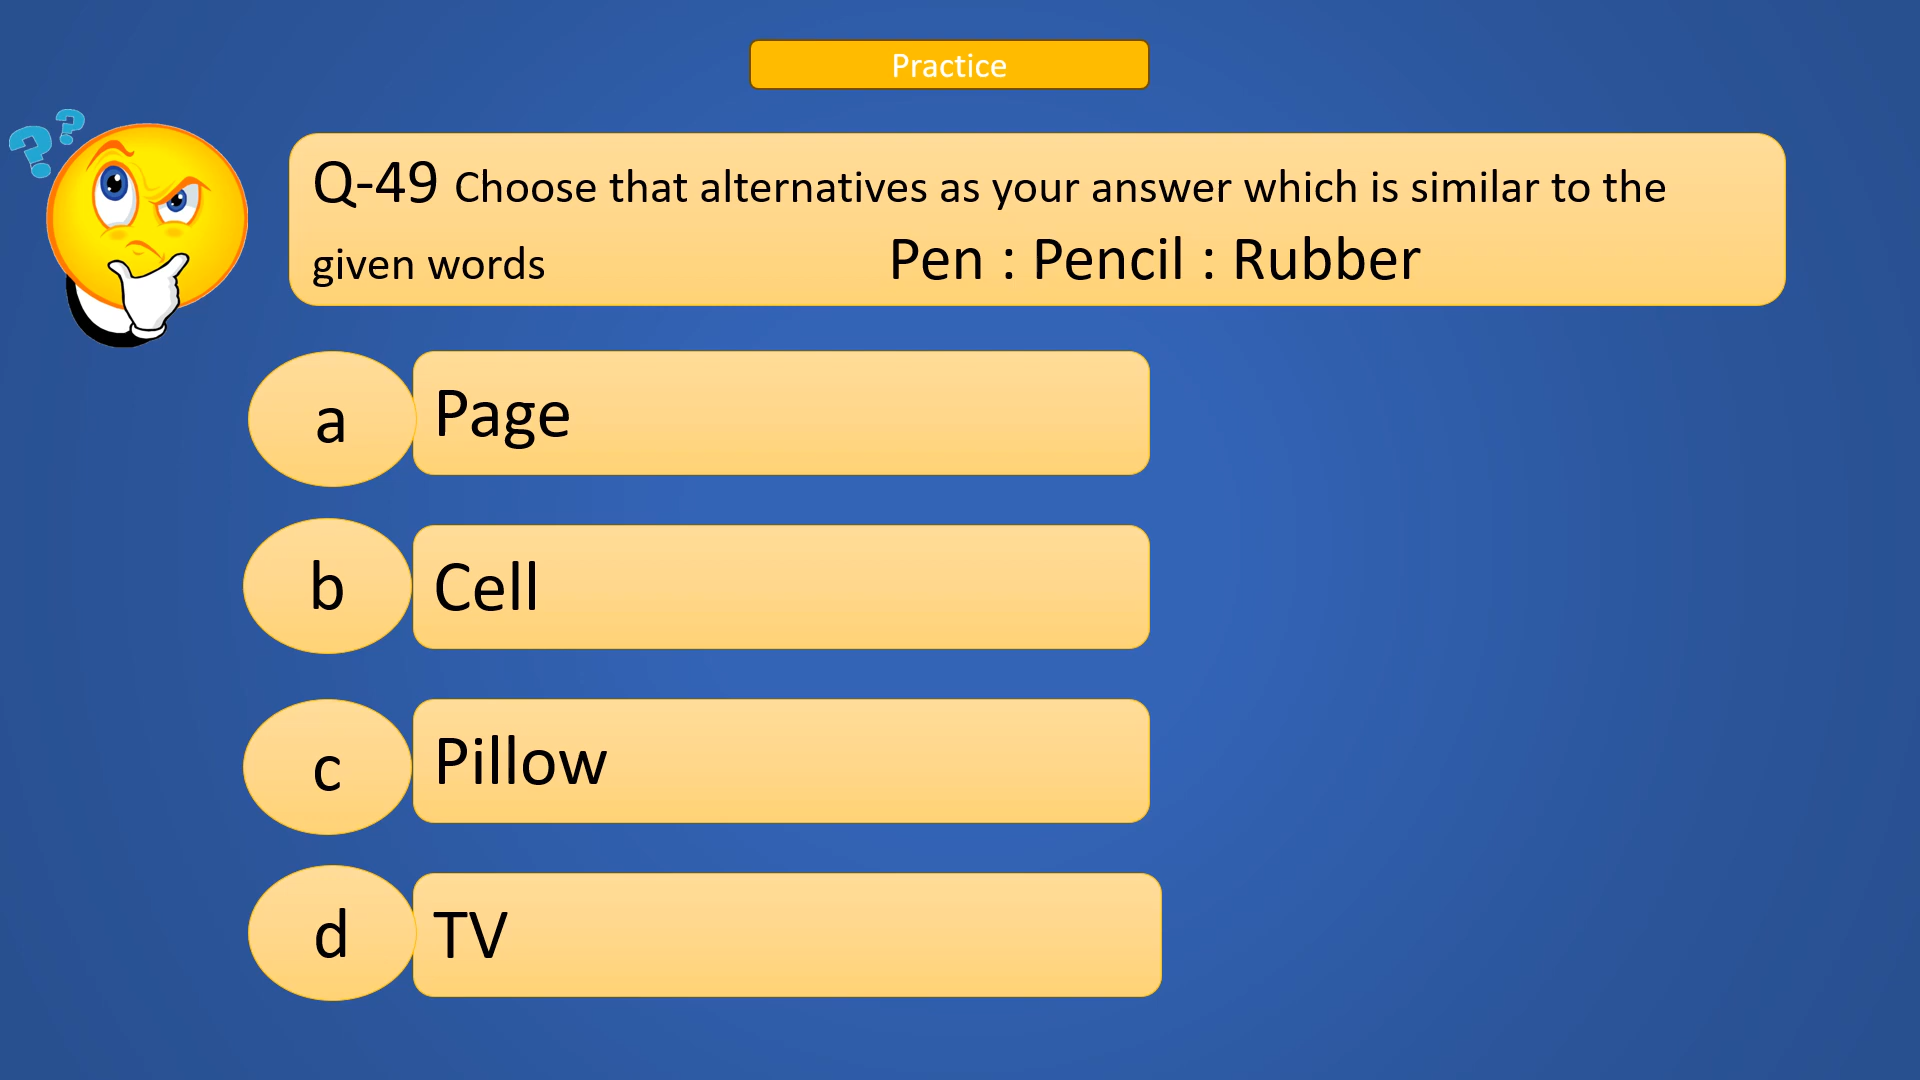 Practice
Q-49 Choose that alternatives as your answer which is similar to the
given words Pen : Pencil : Rubber
a Page
b Cell
c Pillow
d TV